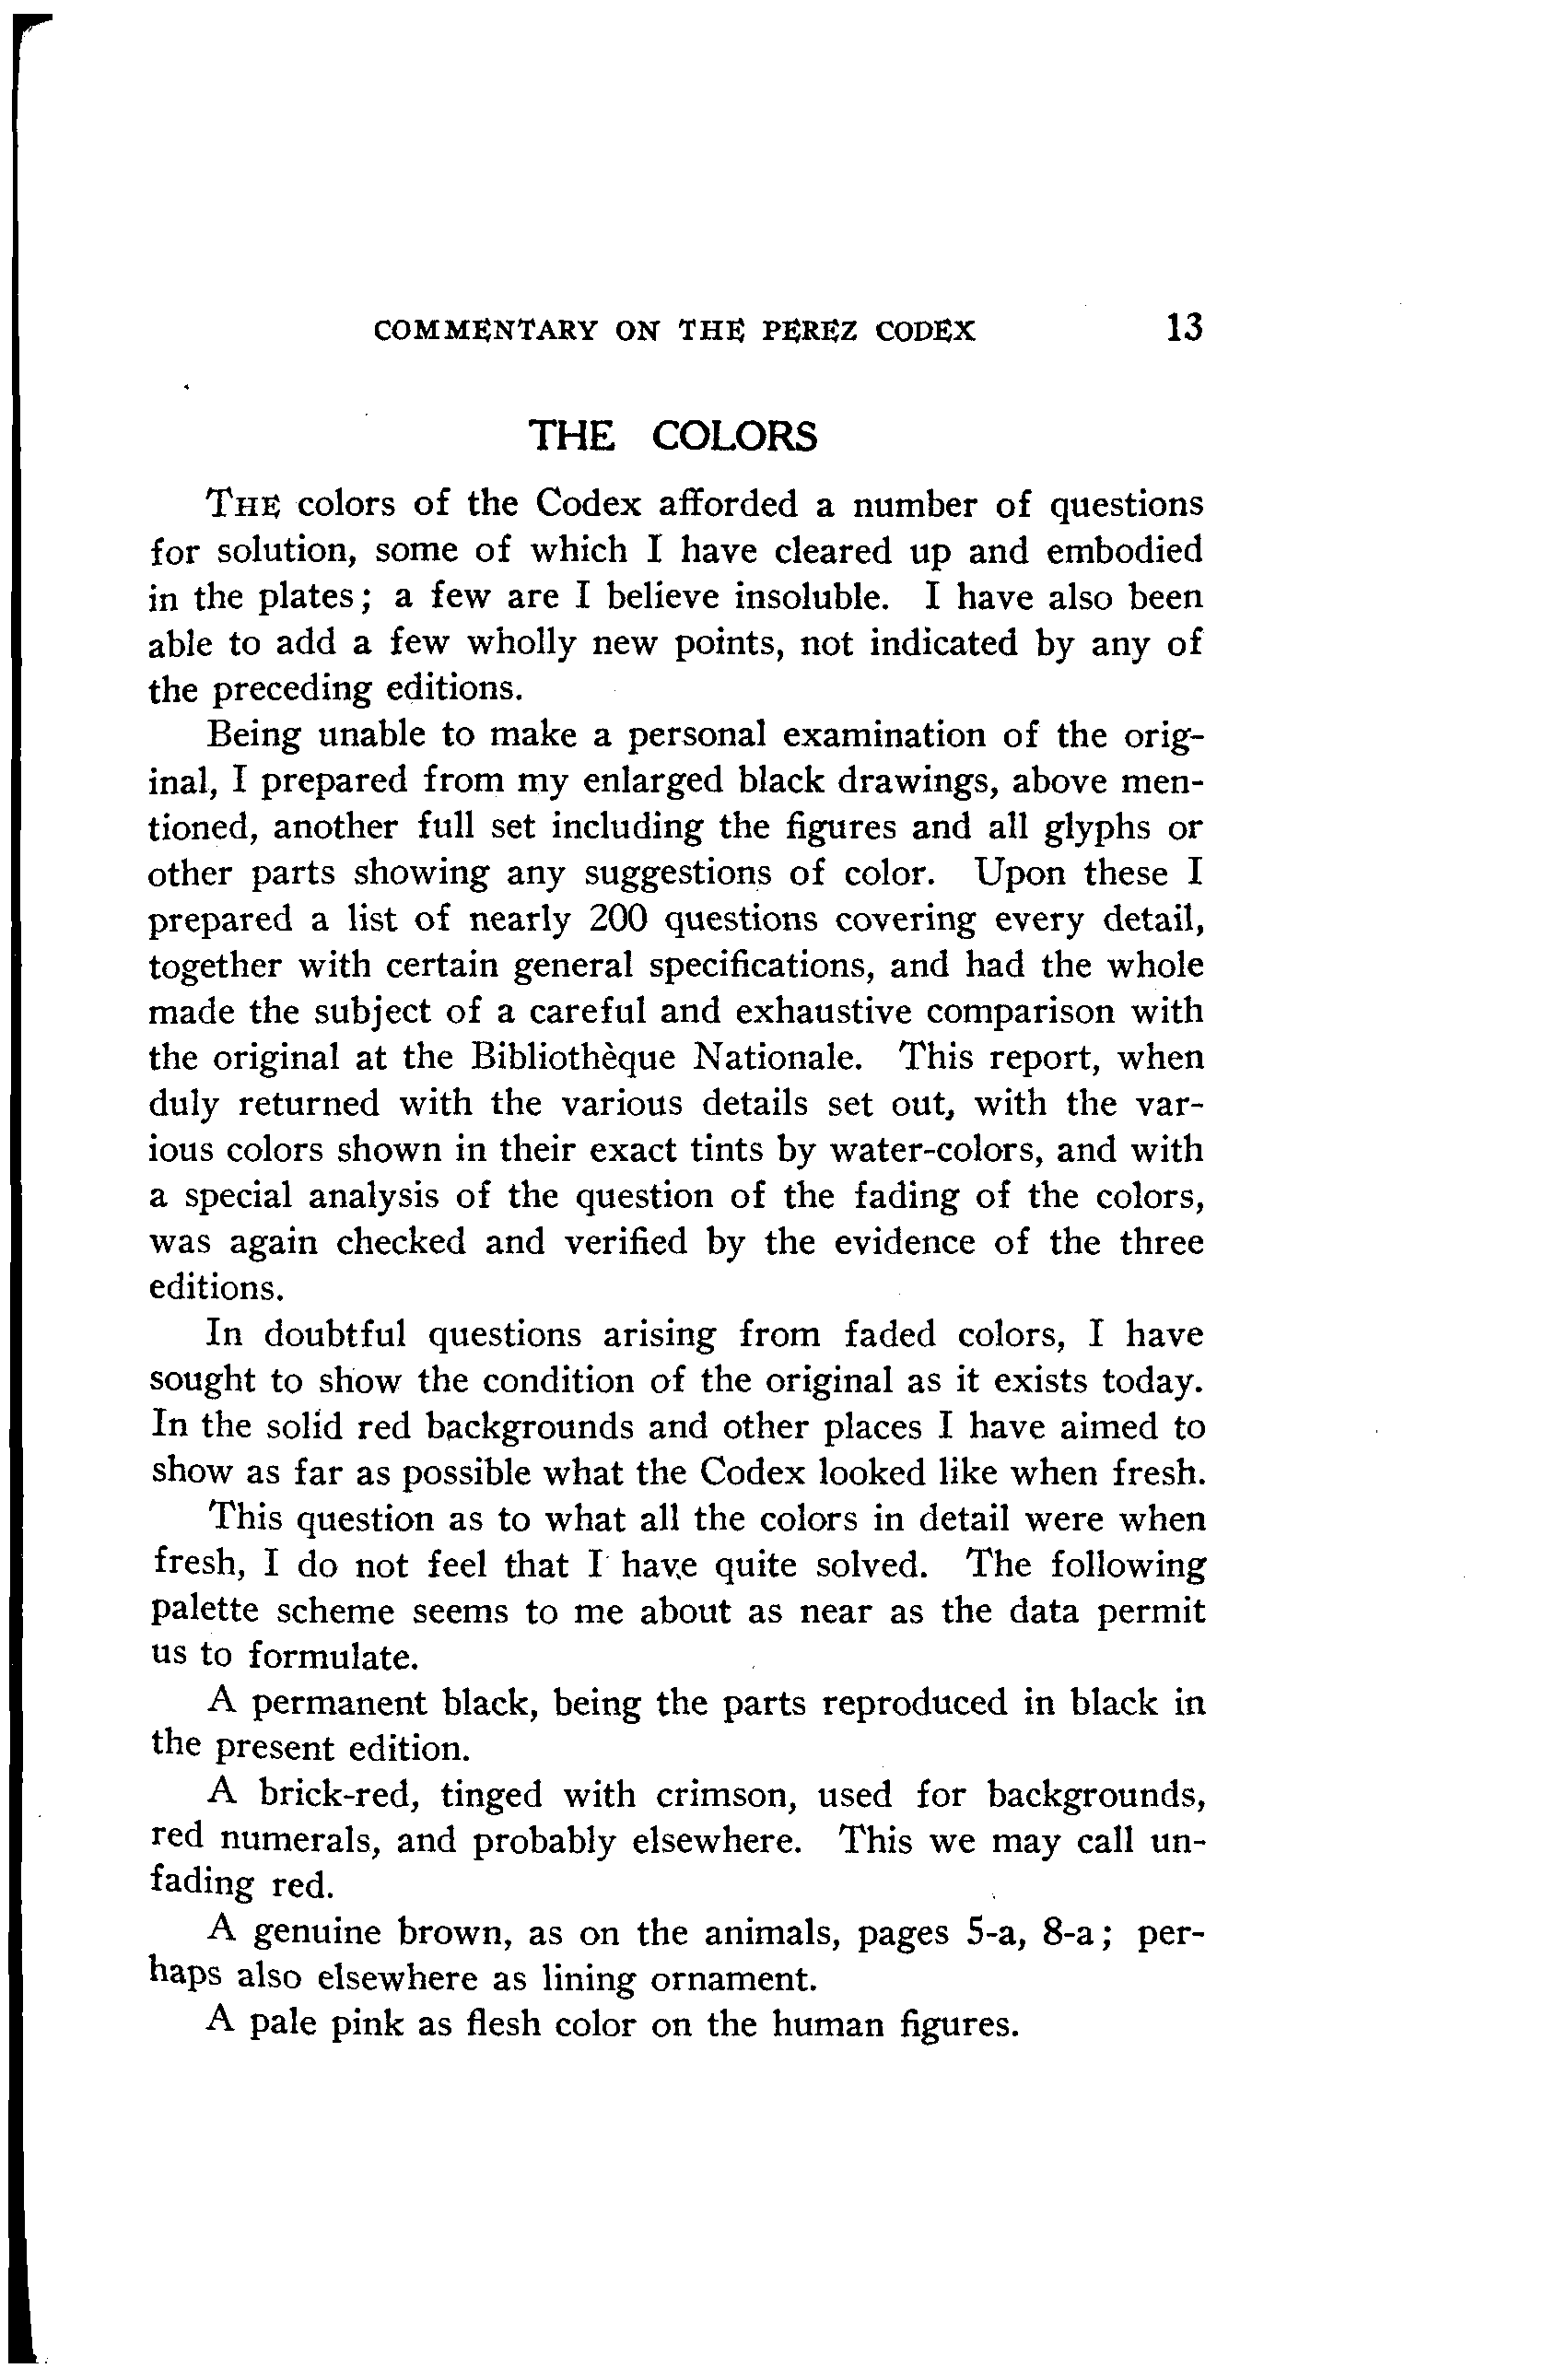 COMMENTARY ON THE PEREZ CODEX 13
THE COLORS
THE colors of the Codex afforded a number of questions
for solution, some of which I have cleared up and embodied
in the plates; a few are I believe insoluble. I have also been
able to add a few wholly new points, not indicated by any of
the preceding editions.
Being unable to make a personal examination of the orig-
inal, I prepared from my enlarged black drawings, above men-
tioned, another full set including the figures and all glyphs or
other parts showing any suggestions of color. Upon these I
prepared a list of nearly 200 questions covering every detail,
together with certain general specifications, and had the whole
made the subject of a careful and exhaustive comparison with
the original at the Bibliothèque Nationale. This report, when
duly returned with the various details set out, with the var-
ious colors shown in their exact tints by water-colors, and with
a special analysis of the question of the fading of the colors,
was again checked and verified by the evidence of the three
editions.
In doubtful questions arising from faded colors, I have
sought to show the condition of the original as it exists today.
In the solid red backgrounds and other places I have aimed to
show as far as possible what the Codex looked like when fresh.
This question as to what all the colors in detail were when
fresh, I do not feel that I have quite solved. The following
palette scheme seems to me about as near as the data permit
us to formulate.
A permanent black, being the parts reproduced in black in
the present edition.
A brick-red, tinged with crimson, used for backgrounds,
red numerals, and probably elsewhere. This we may call un-
fading red.
A genuine brown, as on the animals, pages 5-a, 8-a; per-
haps also elsewhere as lining ornament.
A pale pink as flesh color on the human figures.